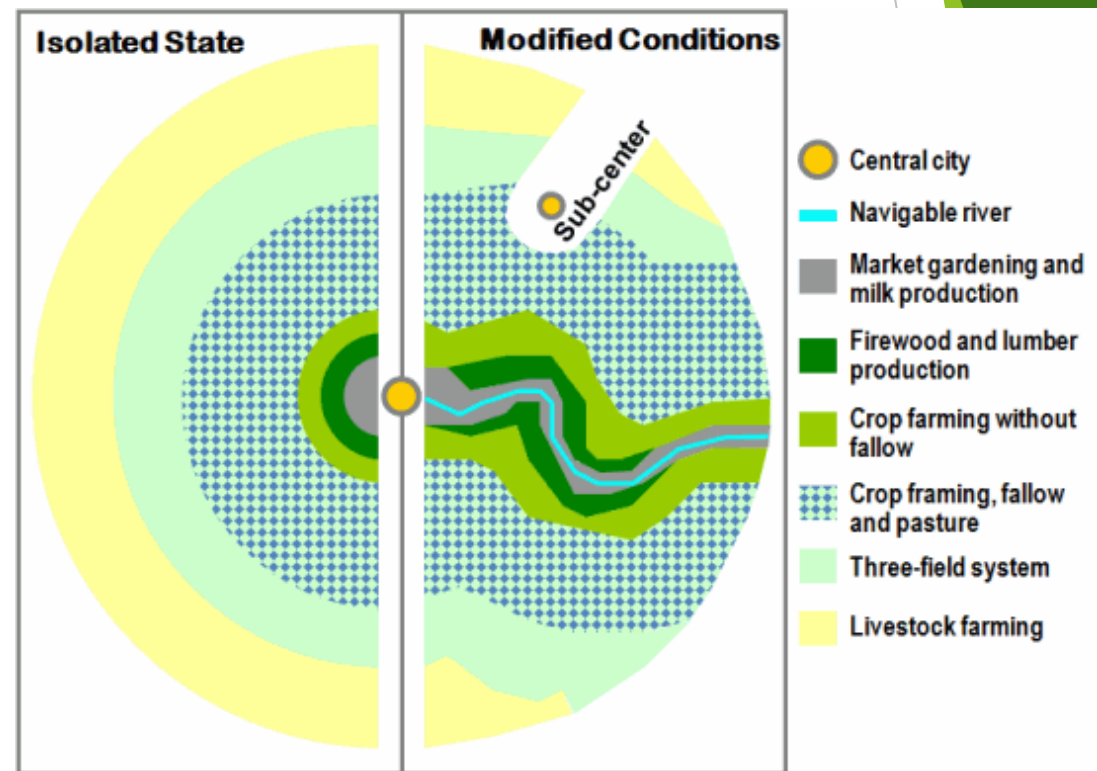 Isolated State
Modified Conditions
Sub-center
Central city
Navigable river
Market gardening and
milk production
Firewood and lumber
production
Crop farming without
fallow
Crop framing, fallow
and pasture
Three-field system
Livestock farming